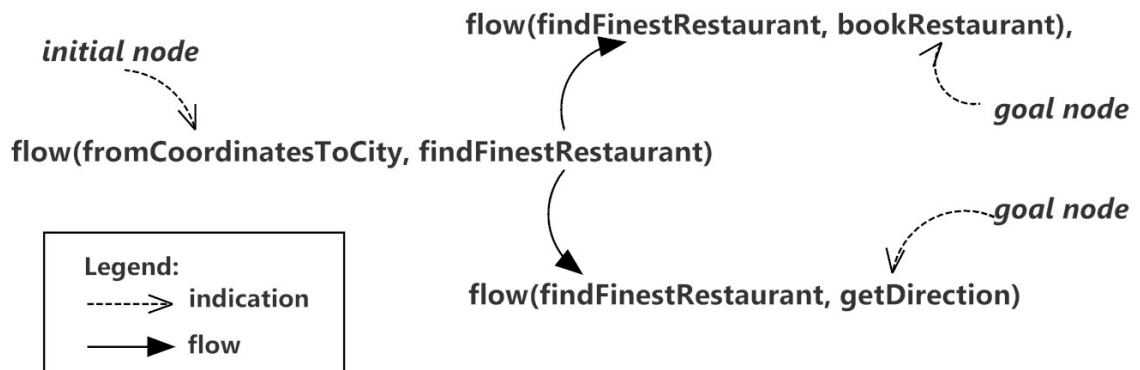 flow(findFinestRestaurant, bookRestaurant),
initial node
goal node
flow(fromCoordinatesToCity, findFinestRestaurant)
goal node
Legend:
indication
flow(findFinestRestaurant, getDirection)
flow